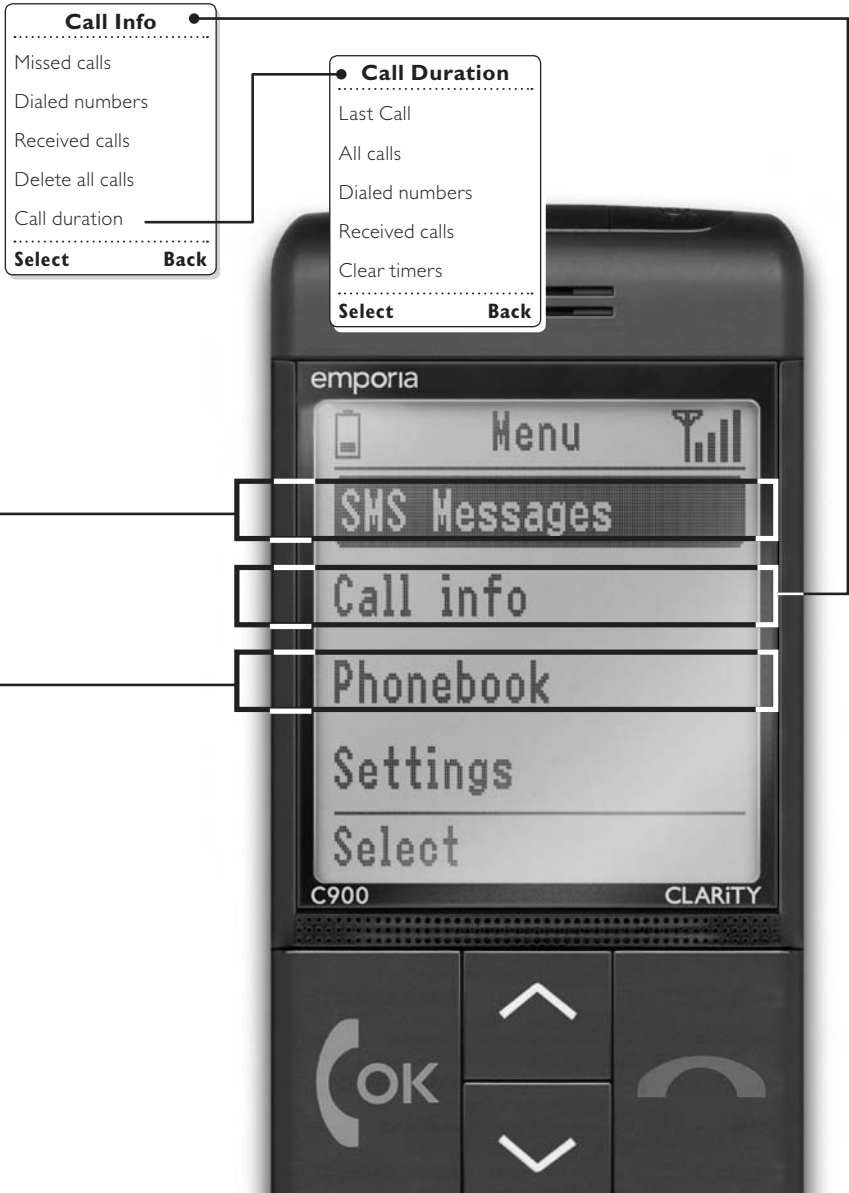 Call Info
Missed calls
Dialed numbers
Received calls
Delete all calls
Call duration
Select Back
Call Duration
Last Call
All calls
Dialed numbers
Received calls
Clear timers
Select Back
emporia
Menu
SMS Messages
Call info
Phonebook
Settings
Select
C900 CLARiTY
OK